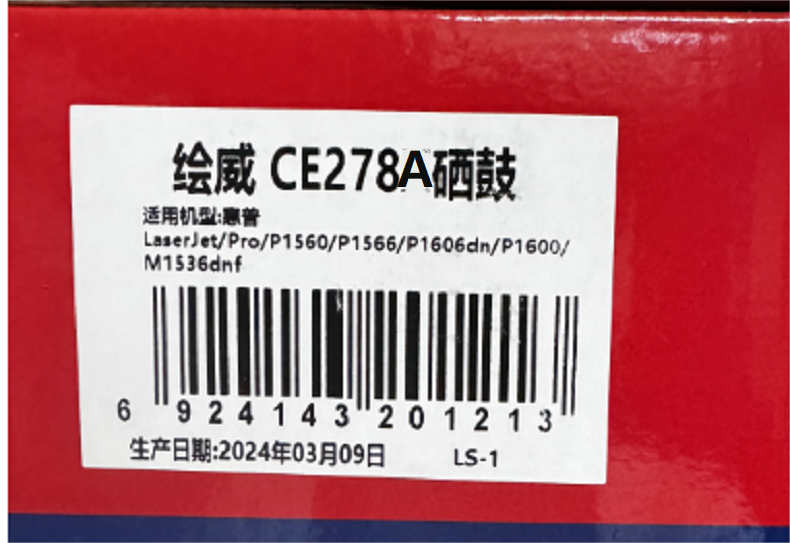 绘威 CE278A硒鼓
适用机型:惠普
LaserJet/Pro/P1560/P1566/P1606dn/P1600/
M1536dnf
6 924143 201213
生产日期:2024年03月09日 LS-1